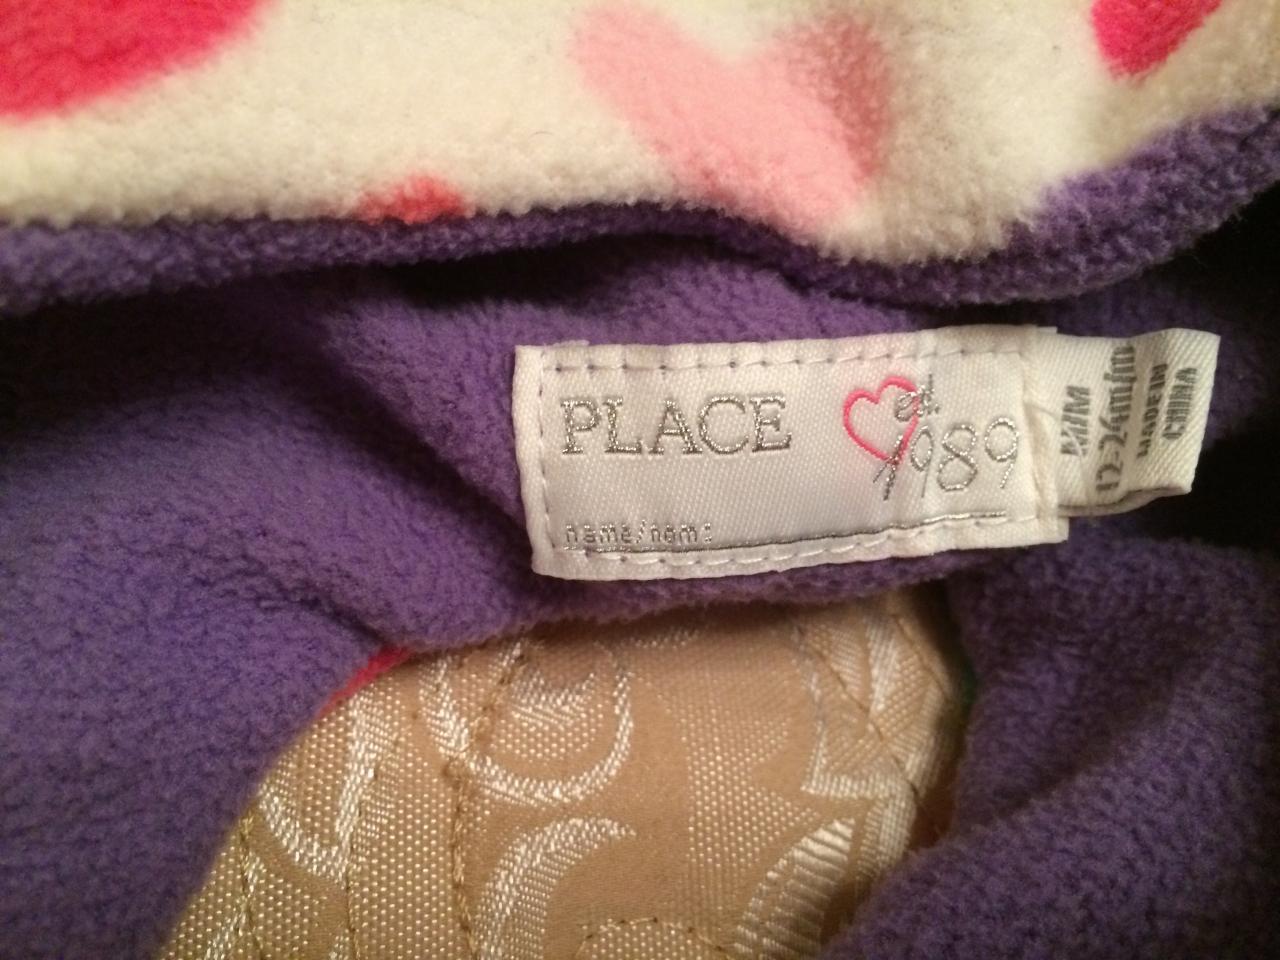 PLACE
est.
1989
name/nom:
M/M
12-24m/m
MADE IN
CHINA